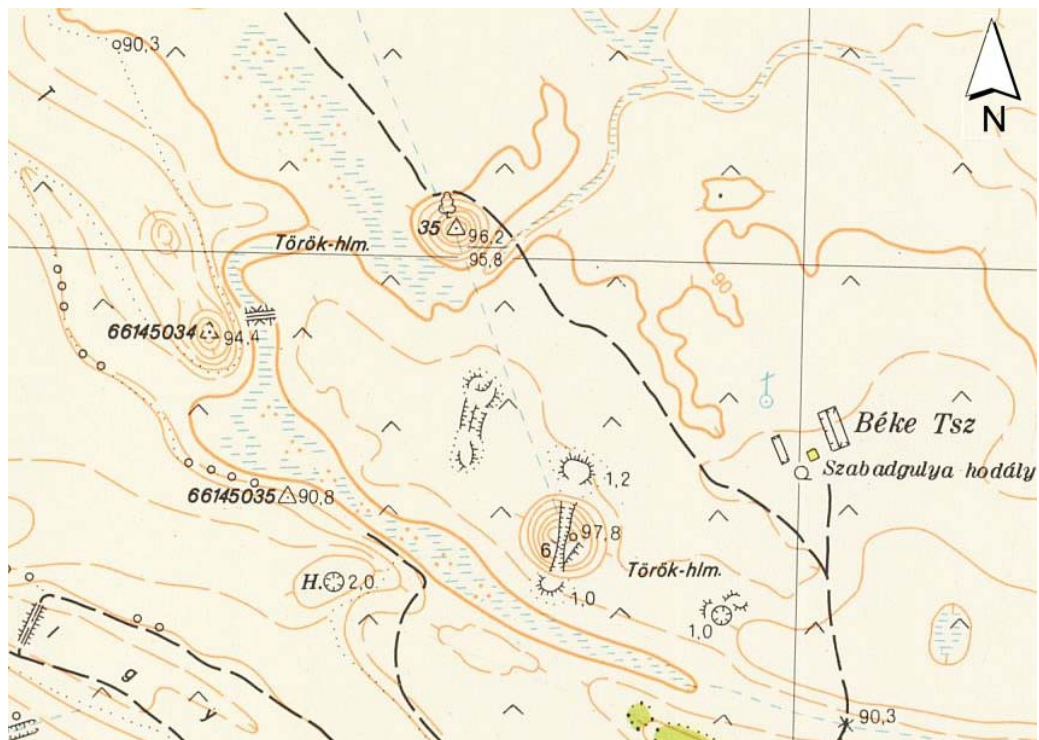 90,3
N
T
35
96,2
95,8
Török-hlm.
90
66145034
94,4
Béke Tsz
Szabadgulya hodály
1,2
66145035
90,8
97,8
6
Török-hlm.
H.
2,0
1,0
1,0
i
g
y
90,3